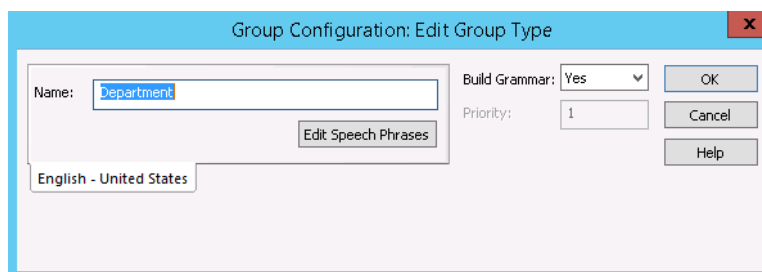 Group Configuration: Edit Group Type
x
Name: Department
Edit Speech Phrases
English - United States
Build Grammar: Yes
Priority: 1
OK
Cancel
Help